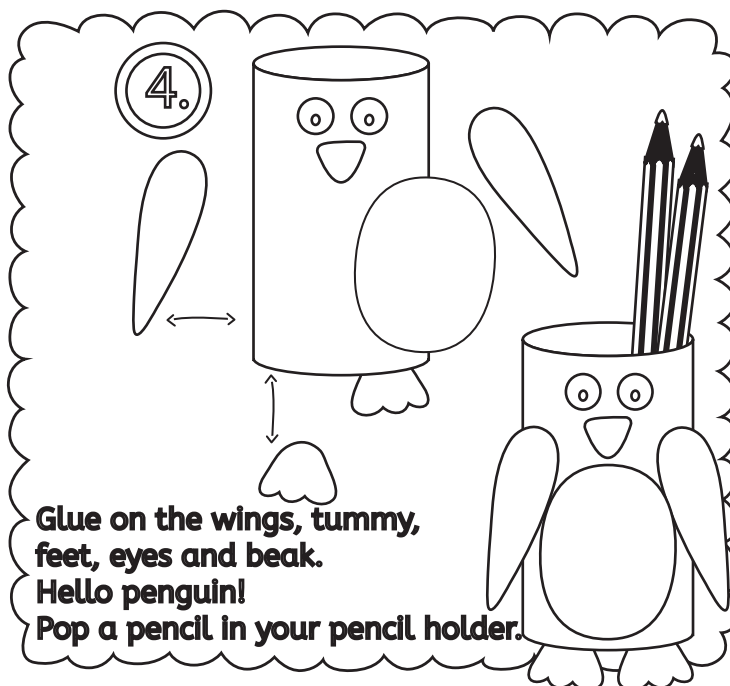 4.
Glue on the wings, tummy,
feet, eyes and beak.
Hello penguin!
Pop a pencil in your pencil holder.